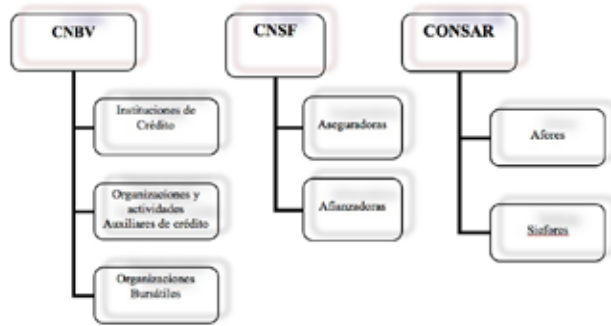 CNBV
Instituciones de
Crédito
Organizaciones y
actividades
Auxiliares de crédito
Organizaciones
Bursátiles
CNSF
Aseguradoras
Afianzadoras
CONSAR
Afores
Siefores